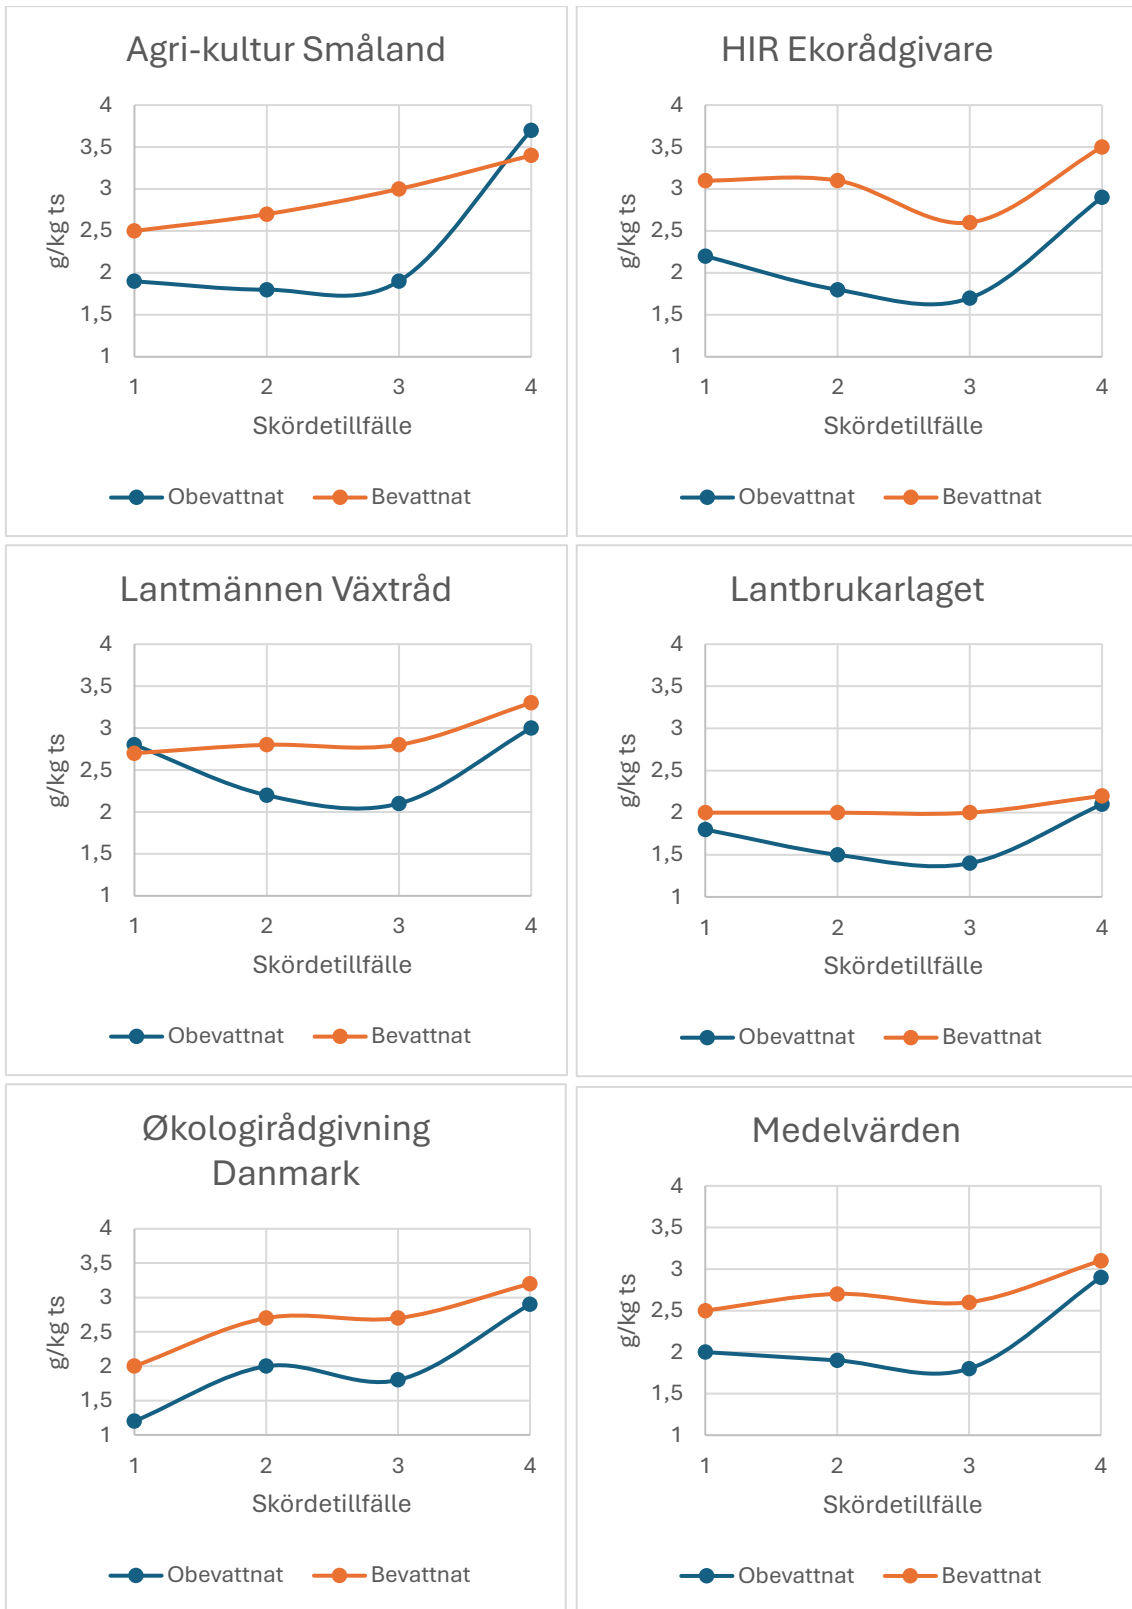 Agri-kultur Småland
4
3,5
3
2,5
2
1,5
1
g/kg ts
1 2 3 4
Skördetillfälle
Obevattnat Bevattnat
HIR Ekorådgivare
4
3,5
3
2,5
2
1,5
1
g/kg ts
1 2 3 4
Skördetillfälle
Obevattnat Bevattnat
Lantmännen Växtråd
4
3,5
3
2,5
2
1,5
1
g/kg ts
1 2 3 4
Skördetillfälle
Obevattnat Bevattnat
Lantbrukarlaget
4
3,5
3
2,5
2
1,5
1
g/kg ts
1 2 3 4
Skördetillfälle
Obevattnat Bevattnat
Økologirådgivning
Danmark
4
3,5
3
2,5
2
1,5
1
g/kg ts
1 2 3 4
Skördetillfälle
Obevattnat Bevattnat
Medelvärden
4
3,5
3
2,5
2
1,5
1
g/kg ts
1 2 3 4
Skördetillfälle
Obevattnat Bevattnat